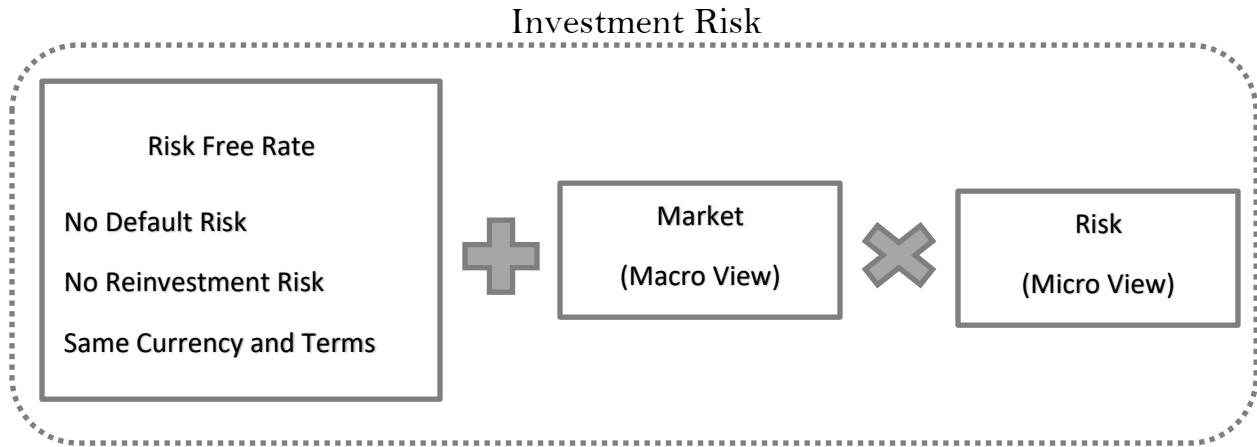 Investment Risk
Risk Free Rate
No Default Risk
No Reinvestment Risk
Same Currency and Terms
Market
(Macro View)
Risk
(Micro View)